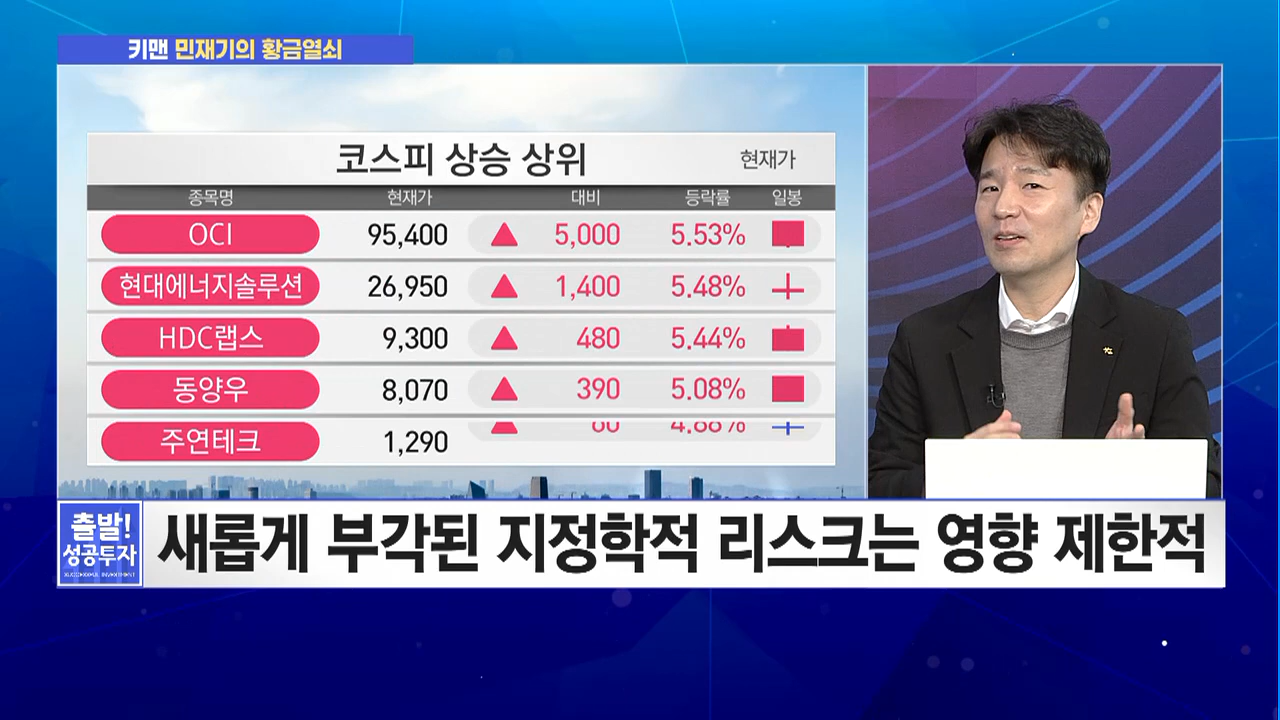 키맨 민재기의 황금열쇠
코스피 상승 상위 현재가
종목명 현재가 대비 등락률 일봉
OCI 95,400 ▲ 5,000 5.53%
현대에너지솔루션 26,950 ▲ 1,400 5.48%
HDC랩스 9,300 ▲ 480 5.44%
동양우 8,070 ▲ 390 5.08%
주연테크 1,290 ▲ 60 4.88%
출발!
성공투자
새롭게 부각된 지정학적 리스크는 영향 제한적